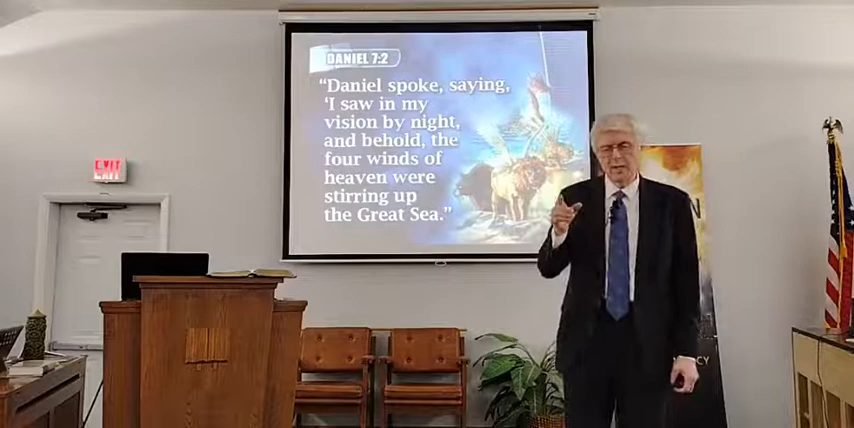 DANIEL 7:2
“Daniel spoke, saying,
‘I saw in my
vision by night,
and behold, the
four winds of
heaven were
stirring up
the Great Sea.”
EXIT